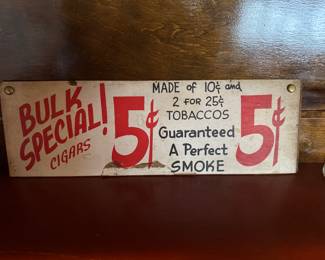 BULK
SPECIAL!
CIGARS
5¢
MADE OF 10¢ and
2 FOR 25¢
TOBACCOS
Guaranteed
A Perfect
SMOKE
5¢